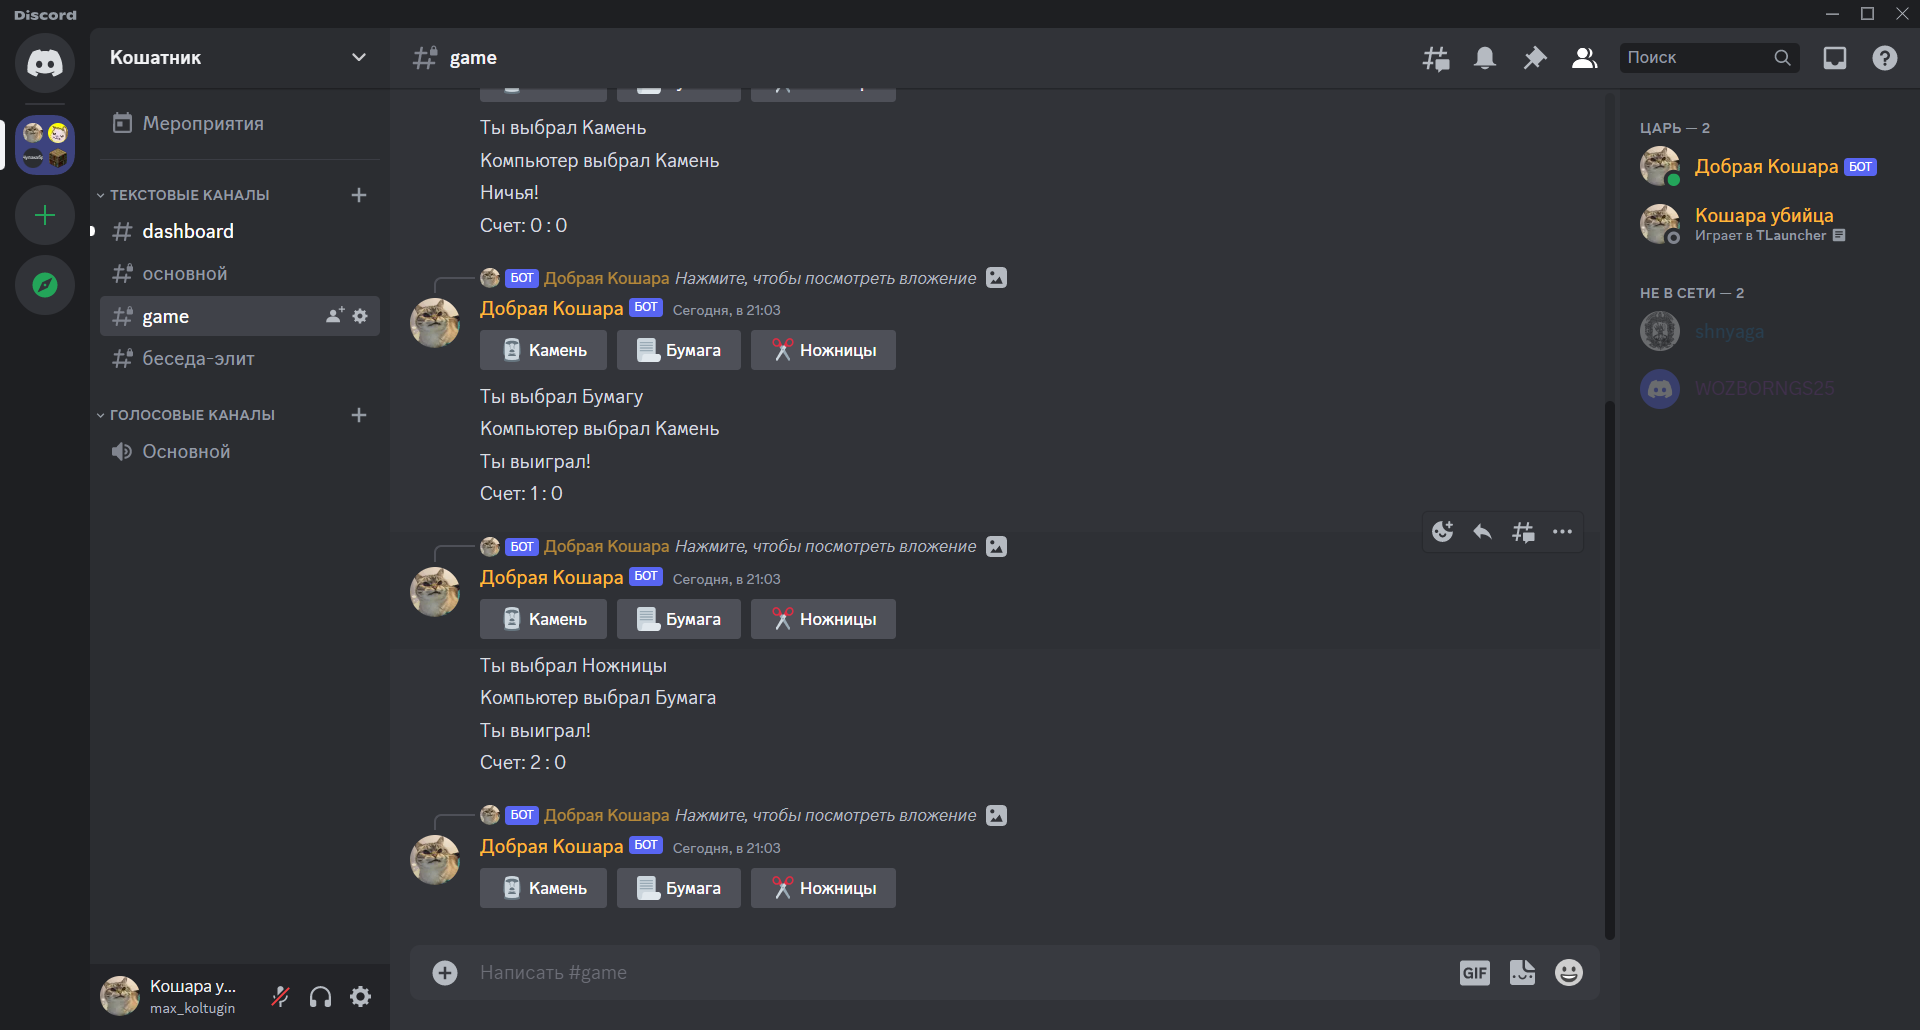 Discord
Кошатник
Мероприятия
ТЕКСТОВЫЕ КАНАЛЫ
dashboard
основной
game
беседа-элит
ГОЛОСОВЫЕ КАНАЛЫ
Основной
Кошара у...
max_koltugin
game
Поиск
Ты выбрал Камень
Компьютер выбрал Камень
Ничья!
Счет: 0 : 0
БОТ Добрая Кошара Нажмите, чтобы посмотреть вложение
Добрая Кошара БОТ Сегодня, в 21:03
Камень Бумага Ножницы
Ты выбрал Бумагу
Компьютер выбрал Камень
Ты выиграл!
Счет: 1 : 0
БОТ Добрая Кошара Нажмите, чтобы посмотреть вложение
Добрая Кошара БОТ Сегодня, в 21:03
Камень Бумага Ножницы
Ты выбрал Ножницы
Компьютер выбрал Бумага
Ты выиграл!
Счет: 2 : 0
БОТ Добрая Кошара Нажмите, чтобы посмотреть вложение
Добрая Кошара БОТ Сегодня, в 21:03
Камень Бумага Ножницы
Написать #game
GIF
ЦАРЬ — 2
Добрая Кошара БОТ
Кошара убийца
Играет в TLauncher
НЕ В СЕТИ — 2
shnyaga
WOZBORNGS25